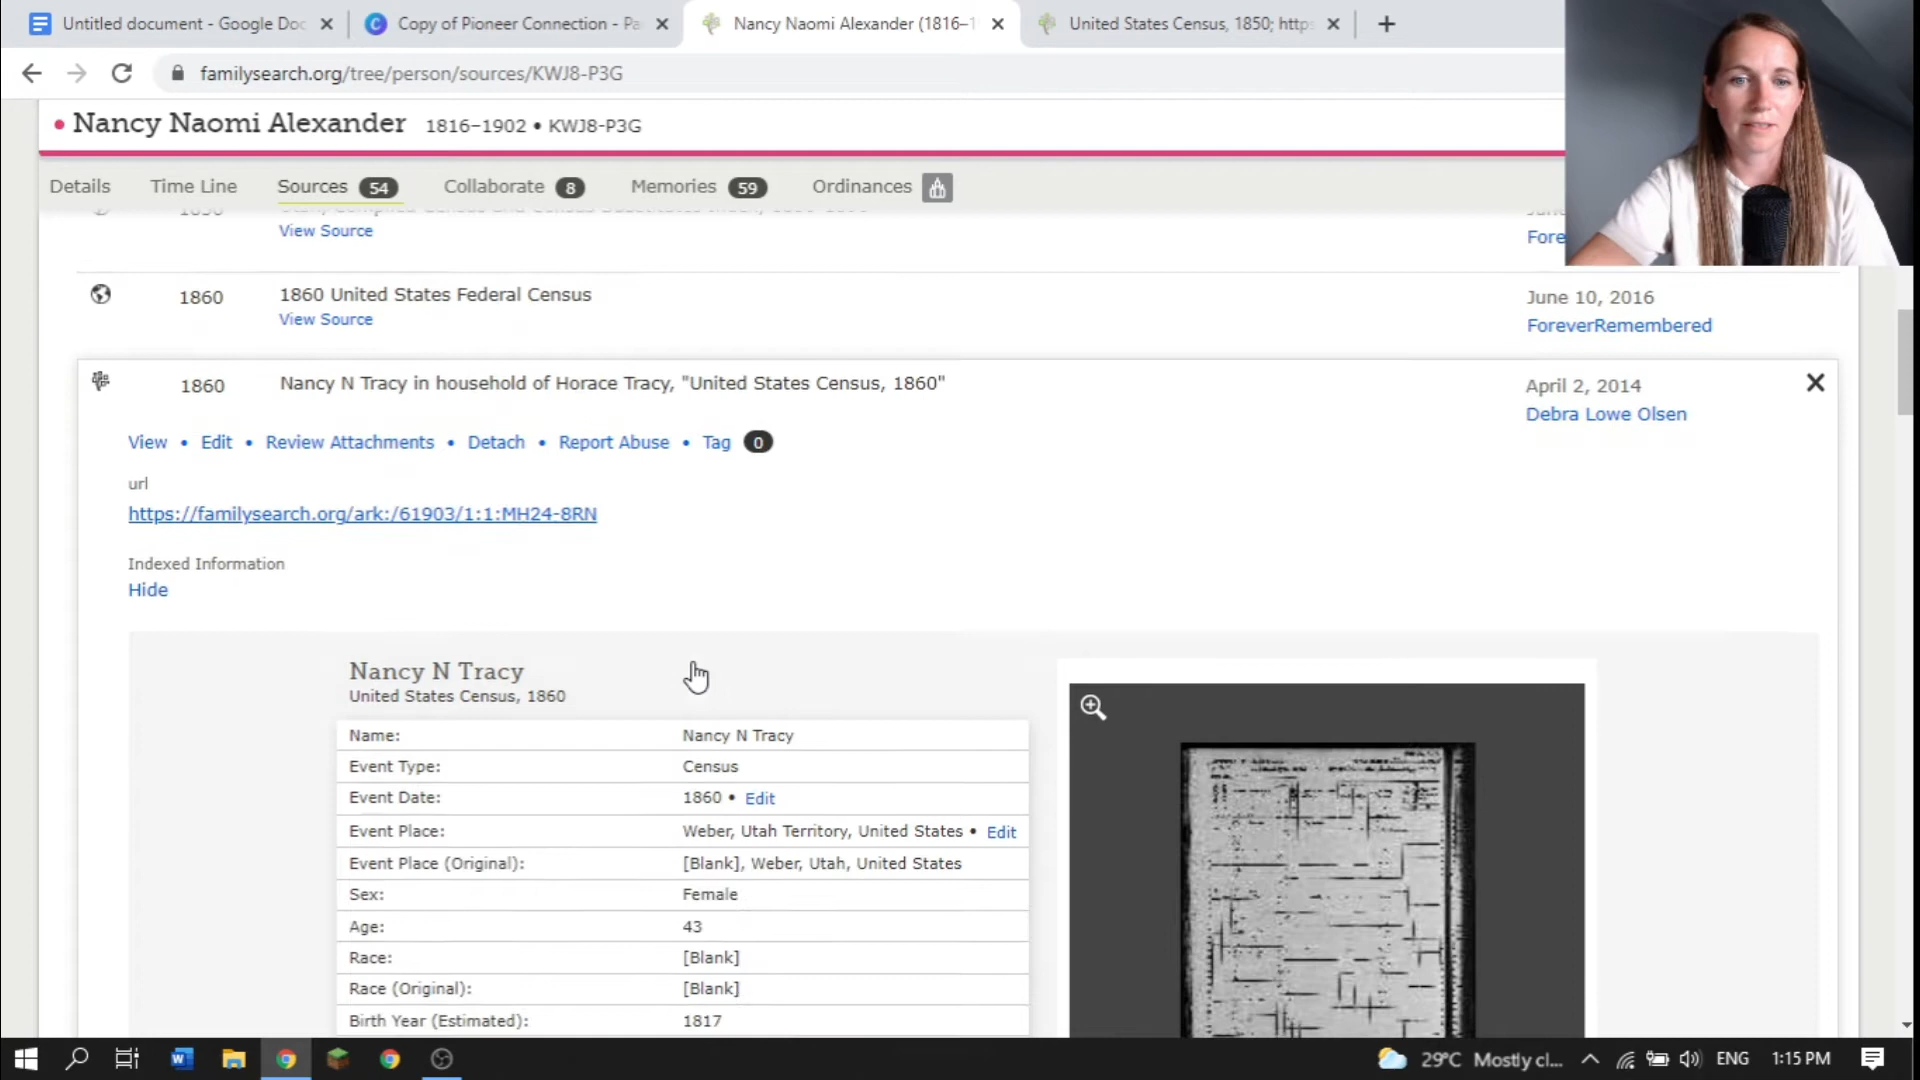 Untitled document - Google Doc
Copy of Pioneer Connection - Pa
Nancy Naomi Alexander (1816–1
United States Census, 1850; http
familysearch.org/tree/person/sources/KWJ8-P3G
Nancy Naomi Alexander 1816–1902 • KWJ8-P3G
Details
Time Line
Sources 54
Collaborate 8
Memories 59
Ordinances
View Source
Fore
1860
1860 United States Federal Census
View Source
June 10, 2016
ForeverRemembered
1860
Nancy N Tracy in household of Horace Tracy, "United States Census, 1860"
April 2, 2014
Debra Lowe Olsen
View • Edit • Review Attachments • Detach • Report Abuse • Tag 0
url
https://familysearch.org/ark:/61903/1:1:MH24-8RN
Indexed Information
Hide
Nancy N Tracy
United States Census, 1860
Name: Nancy N Tracy
Event Type: Census
Event Date: 1860 • Edit
Event Place: Weber, Utah Territory, United States • Edit
Event Place (Original): [Blank], Weber, Utah, United States
Sex: Female
Age: 43
Race: [Blank]
Race (Original): [Blank]
Birth Year (Estimated): 1817
29°C Mostly cl...
ENG
1:15 PM